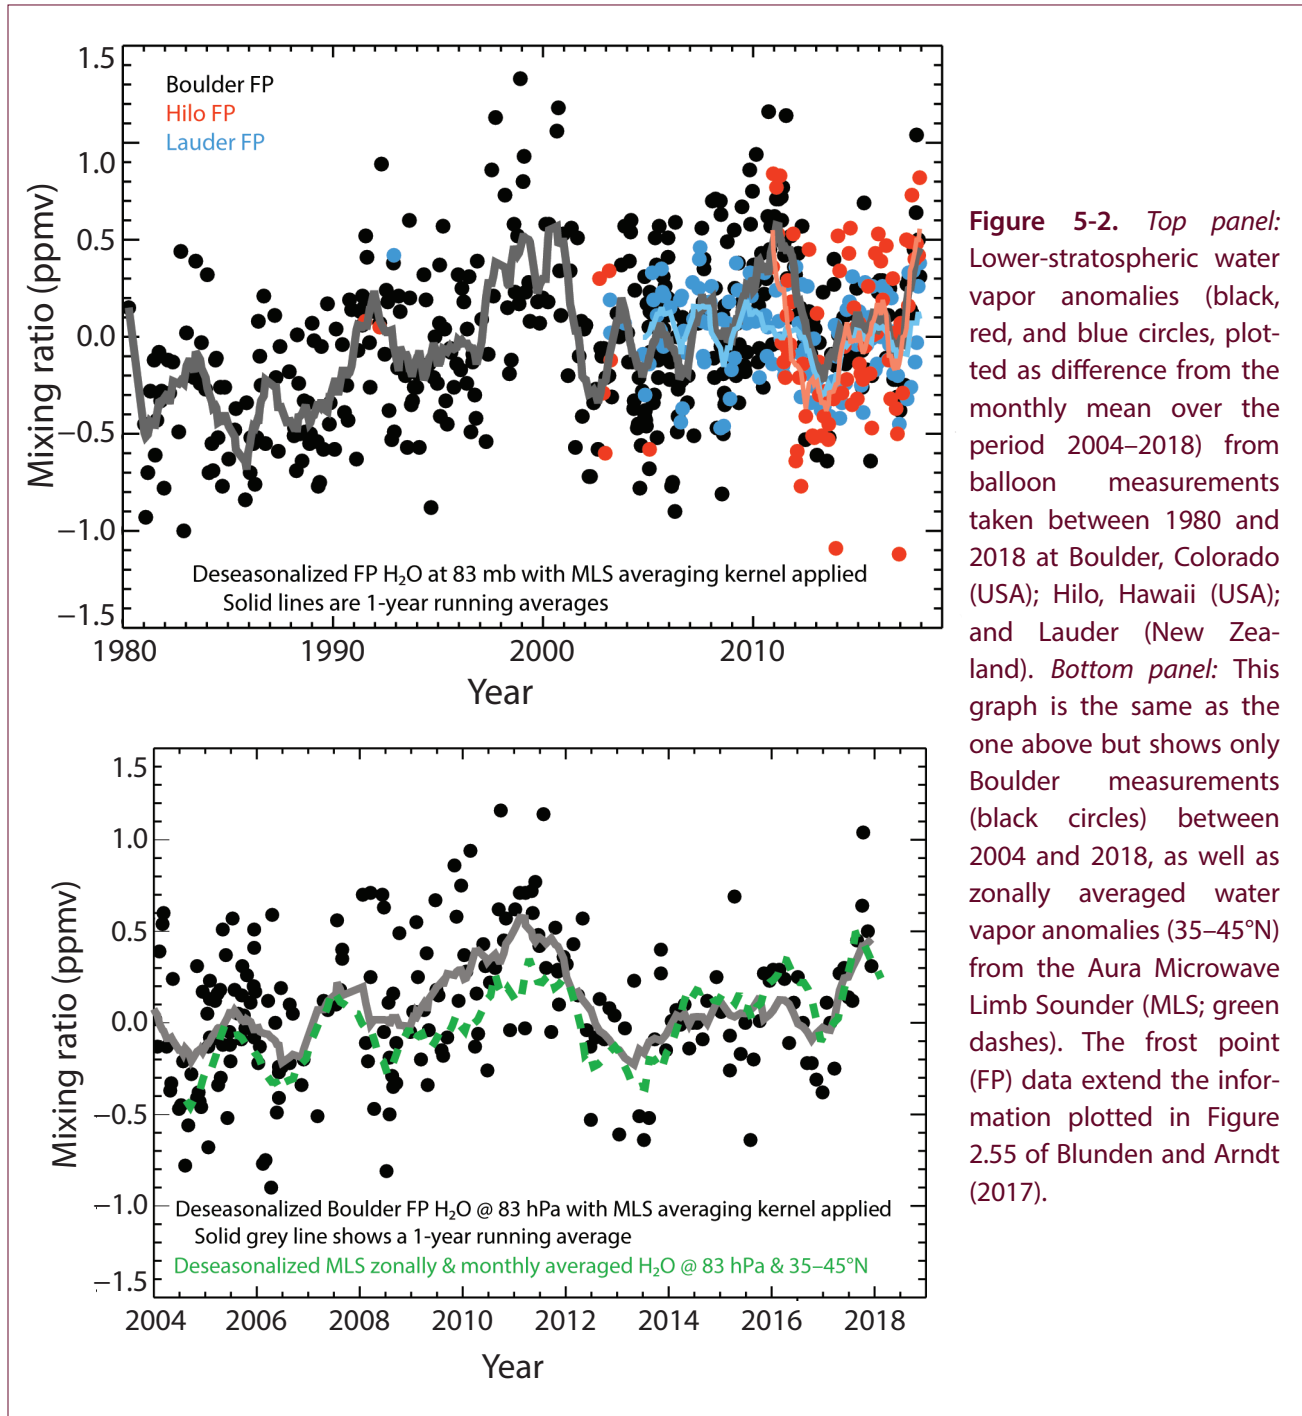 1.5
1.0
0.5
0.0
−0.5
−1.0
−1.5
Mixing ratio (ppmv)
Boulder FP
Hilo FP
Lauder FP
Deseasonalized FP H₂O at 83 mb with MLS averaging kernel applied
Solid lines are 1-year running averages
1980
1990
2000
2010
Year
1.5
1.0
0.5
0.0
−0.5
−1.0
−1.5
Mixing ratio (ppmv)
Deseasonalized Boulder FP H₂O @ 83 hPa with MLS averaging kernel applied
Solid grey line shows a 1-year running average
Deseasonalized MLS zonally & monthly averaged H₂O @ 83 hPa & 35–45°N
2004
2006
2008
2010
2012
2014
2016
2018
Year
Figure 5-2. Top panel:
Lower-stratospheric water
vapor anomalies (black,
red, and blue circles, plot-
ted as difference from the
monthly mean over the
period 2004–2018) from
balloon measurements
taken between 1980 and
2018 at Boulder, Colorado
(USA); Hilo, Hawaii (USA);
and Lauder (New Zea-
land). Bottom panel: This
graph is the same as the
one above but shows only
Boulder measurements
(black circles) between
2004 and 2018, as well as
zonally averaged water
vapor anomalies (35–45°N)
from the Aura Microwave
Limb Sounder (MLS; green
dashes). The frost point
(FP) data extend the infor-
mation plotted in Figure
2.55 of Blunden and Arndt
(2017).